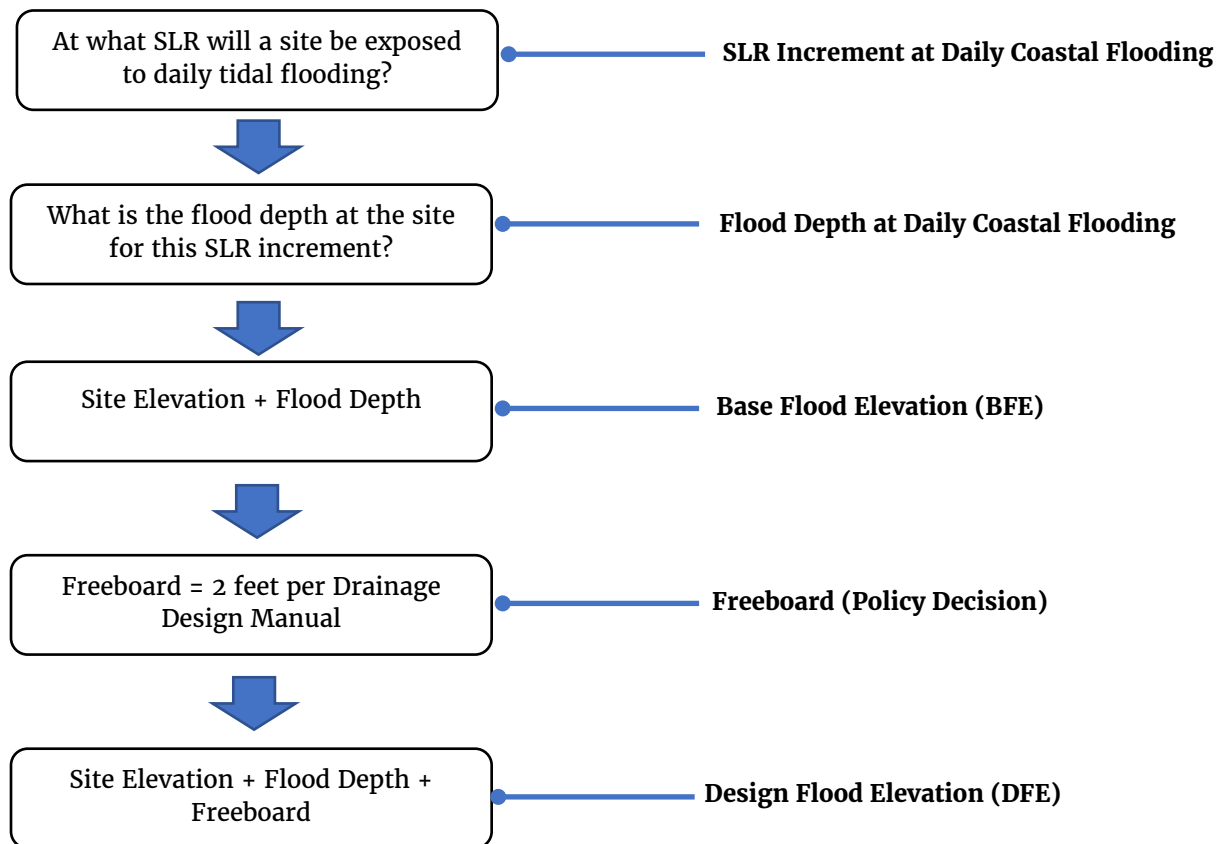 At what SLR will a site be exposed
to daily tidal flooding?
SLR Increment at Daily Coastal Flooding
What is the flood depth at the site
for this SLR increment?
Flood Depth at Daily Coastal Flooding
Site Elevation + Flood Depth
Base Flood Elevation (BFE)
Freeboard = 2 feet per Drainage
Design Manual
Freeboard (Policy Decision)
Site Elevation + Flood Depth +
Freeboard
Design Flood Elevation (DFE)